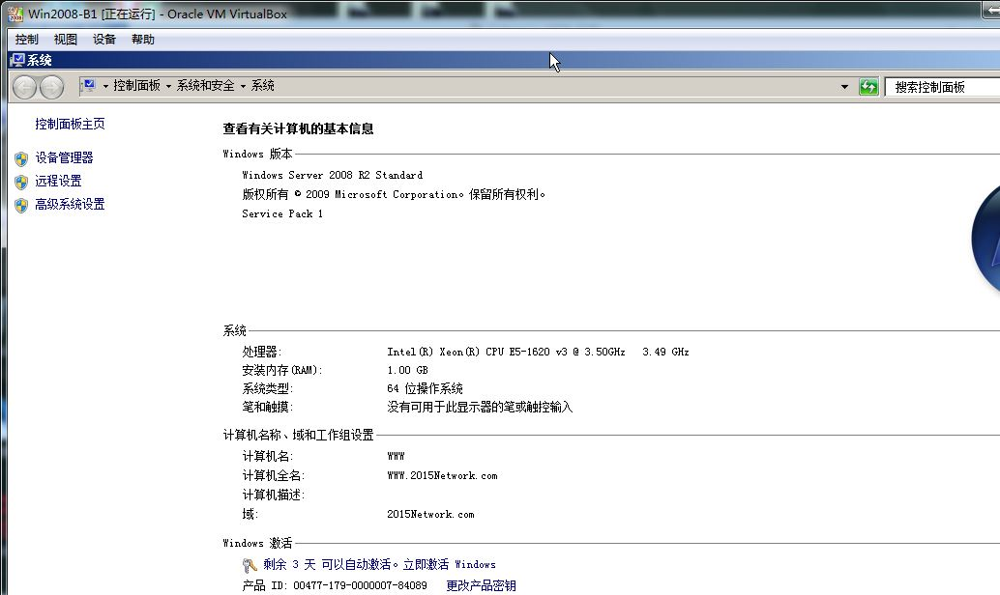 Win2008-B1 [正在运行] - Oracle VM VirtualBox
控制 视图 设备 帮助
系统
控制面板 系统和安全 系统 搜索控制面板
控制面板主页
设备管理器
远程设置
高级系统设置
查看有关计算机的基本信息
Windows 版本
Windows Server 2008 R2 Standard
版权所有 © 2009 Microsoft Corporation。保留所有权利。
Service Pack 1
系统
处理器: Intel(R) Xeon(R) CPU E5-1620 v3 @ 3.50GHz 3.49 GHz
安装内存(RAM): 1.00 GB
系统类型: 64 位操作系统
笔和触摸: 没有可用于此显示器的笔或触控输入
计算机名称、域和工作组设置
计算机名: WWW
计算机全名: WWW.2015Network.com
计算机描述:
域: 2015Network.com
Windows 激活
剩余 3 天 可以自动激活。立即激活 Windows
产品 ID: 00477-179-0000007-84089 更改产品密钥